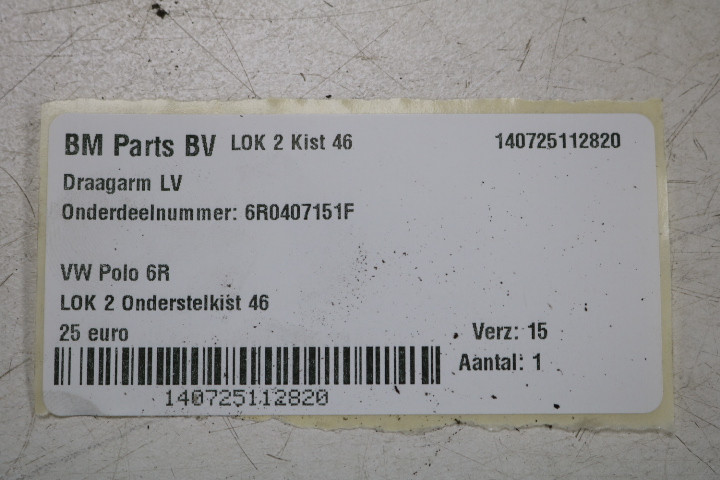 BM Parts BV LOK 2 Kist 46 140725112820
Draagarm LV
Onderdeelnummer: 6R0407151F
VW Polo 6R
LOK 2 Onderstelkist 46
25 euro Verz: 15
Aantal: 1
140725112820